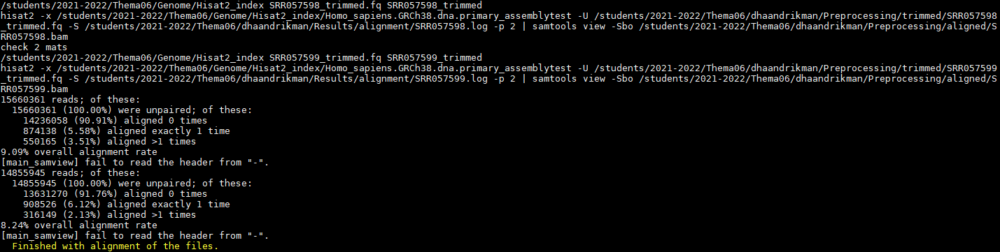 /students/2021-2022/Thema06/Genome/Hisat2_index SRR057598_trimmed.fq SRR057598_trimmed
hisat2 -x /students/2021-2022/Thema06/Genome/Hisat2_index/Homo_sapiens.GRCh38.dna.primary_assemblytest -U /students/2021-2022/Thema06/dhaandrikman/Preprocessing/trimmed/SRR057598
_trimmed.fq -S /students/2021-2022/Thema06/dhaandrikman/Results/alignment/SRR057598.log -p 2 | samtools view -Sbo /students/2021-2022/Thema06/dhaandrikman/Preprocessing/aligned/S
RR057598.bam
check 2 mats
/students/2021-2022/Thema06/Genome/Hisat2_index SRR057599_trimmed.fq SRR057599_trimmed
hisat2 -x /students/2021-2022/Thema06/Genome/Hisat2_index/Homo_sapiens.GRCh38.dna.primary_assemblytest -U /students/2021-2022/Thema06/dhaandrikman/Preprocessing/trimmed/SRR057599
_trimmed.fq -S /students/2021-2022/Thema06/dhaandrikman/Results/alignment/SRR057599.log -p 2 | samtools view -Sbo /students/2021-2022/Thema06/dhaandrikman/Preprocessing/aligned/S
RR057599.bam
15660361 reads; of these:
  15660361 (100.00%) were unpaired; of these:
    14236058 (90.91%) aligned 0 times
    874138 (5.58%) aligned exactly 1 time
    550165 (3.51%) aligned >1 times
9.09% overall alignment rate
[main_samview] fail to read the header from "-".
14855945 reads; of these:
  14855945 (100.00%) were unpaired; of these:
    13631270 (91.76%) aligned 0 times
    908526 (6.12%) aligned exactly 1 time
    316149 (2.13%) aligned >1 times
8.24% overall alignment rate
[main_samview] fail to read the header from "-".
  Finished with alignment of the files.